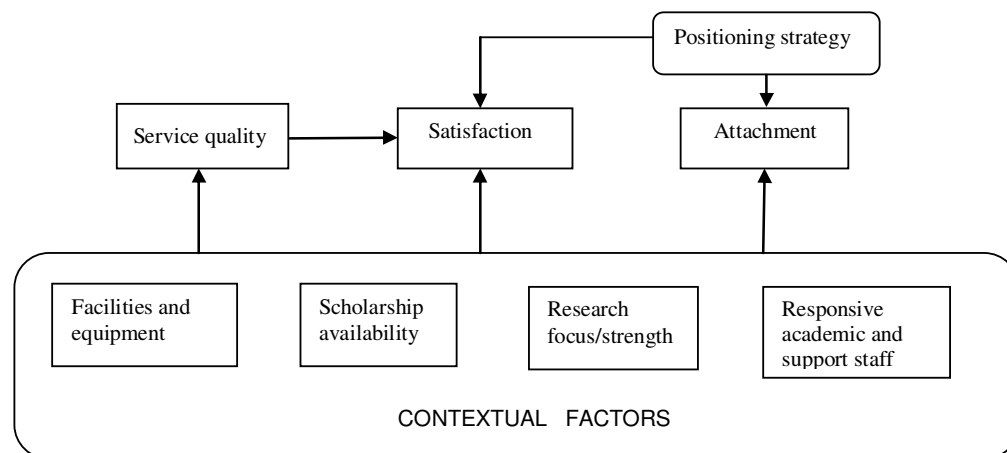 Positioning strategy
Service quality
Satisfaction
Attachment
Facilities and
equipment
Scholarship
availability
Research
focus/strength
Responsive
academic and
support staff
CONTEXTUAL FACTORS